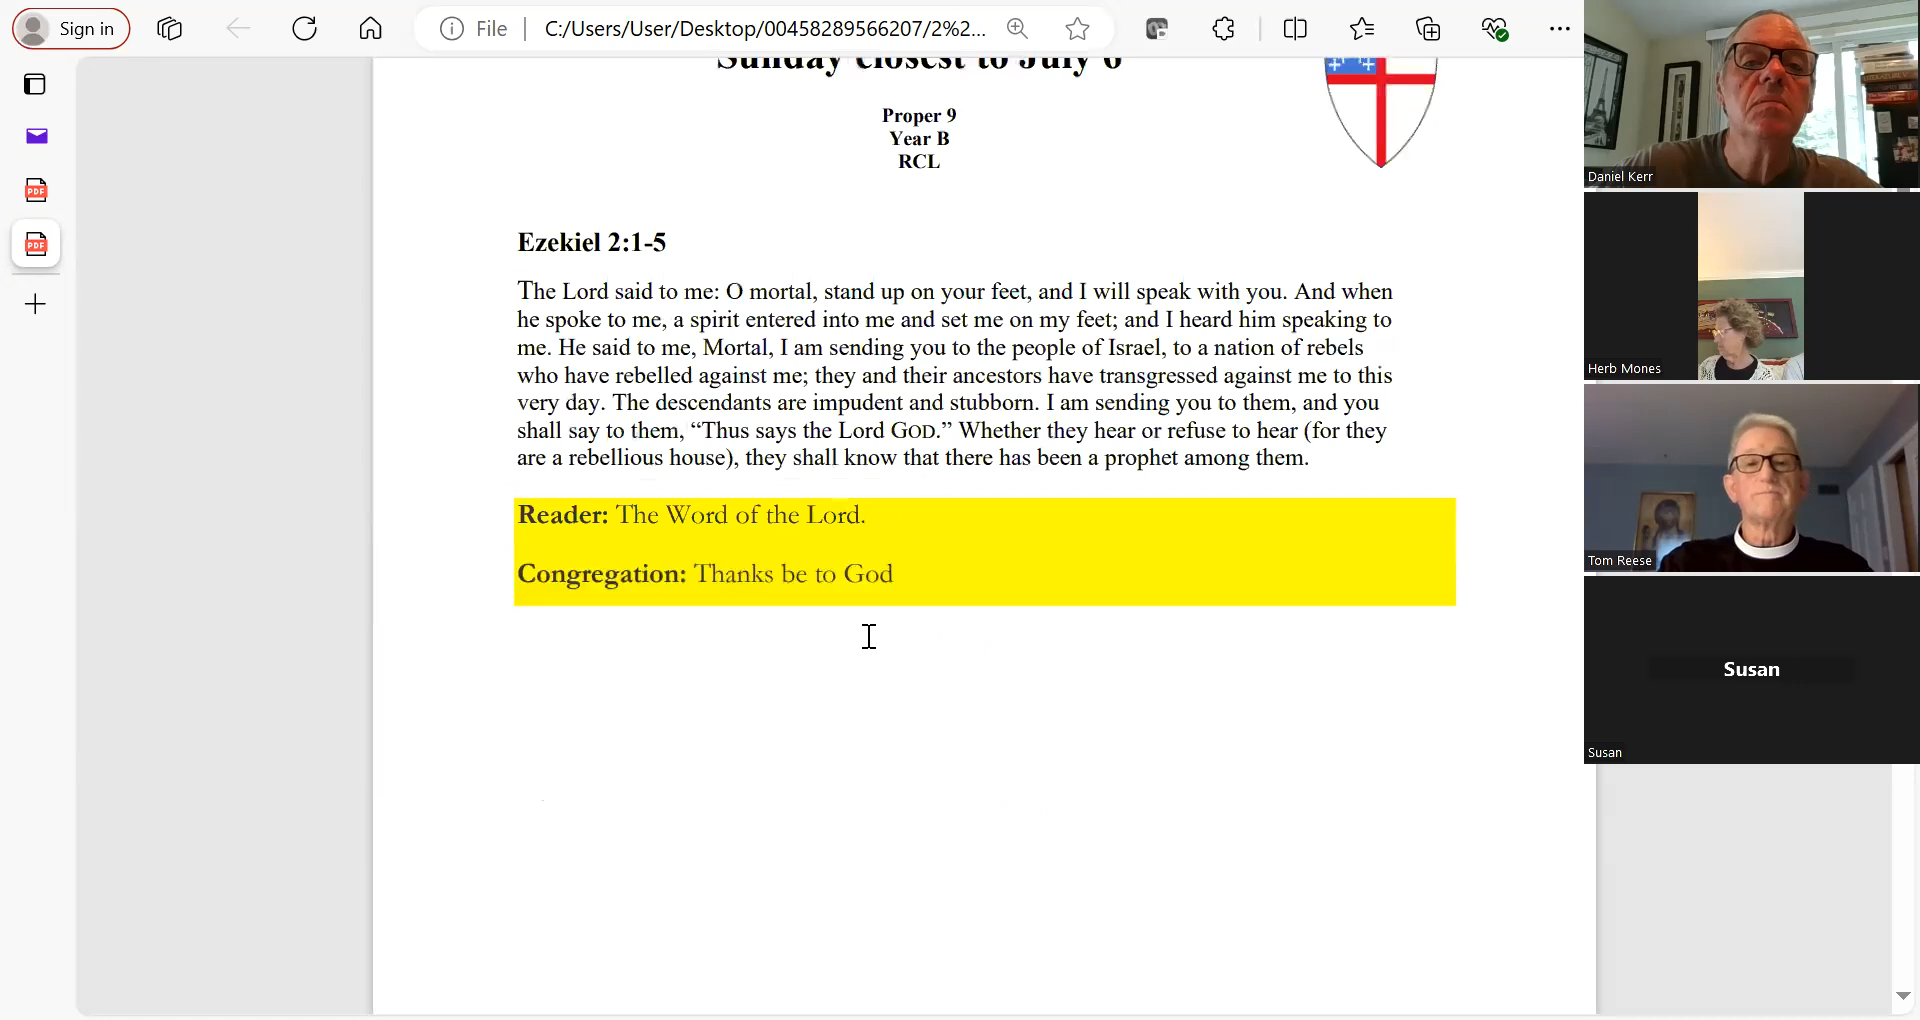 Sign in
File
C:/Users/User/Desktop/00458289566207/2%2...
Sunday closest to July 6
Proper 9
Year B
RCL
Ezekiel 2:1-5
The Lord said to me: O mortal, stand up on your feet, and I will speak with you. And when
he spoke to me, a spirit entered into me and set me on my feet; and I heard him speaking to
me. He said to me, Mortal, I am sending you to the people of Israel, to a nation of rebels
who have rebelled against me; they and their ancestors have transgressed against me to this
very day. The descendants are impudent and stubborn. I am sending you to them, and you
shall say to them, “Thus says the Lord GOD.” Whether they hear or refuse to hear (for they
are a rebellious house), they shall know that there has been a prophet among them.
Reader: The Word of the Lord.
Congregation: Thanks be to God
PDF
PDF
Daniel Kerr
Herb Mones
Tom Reese
Susan
Susan